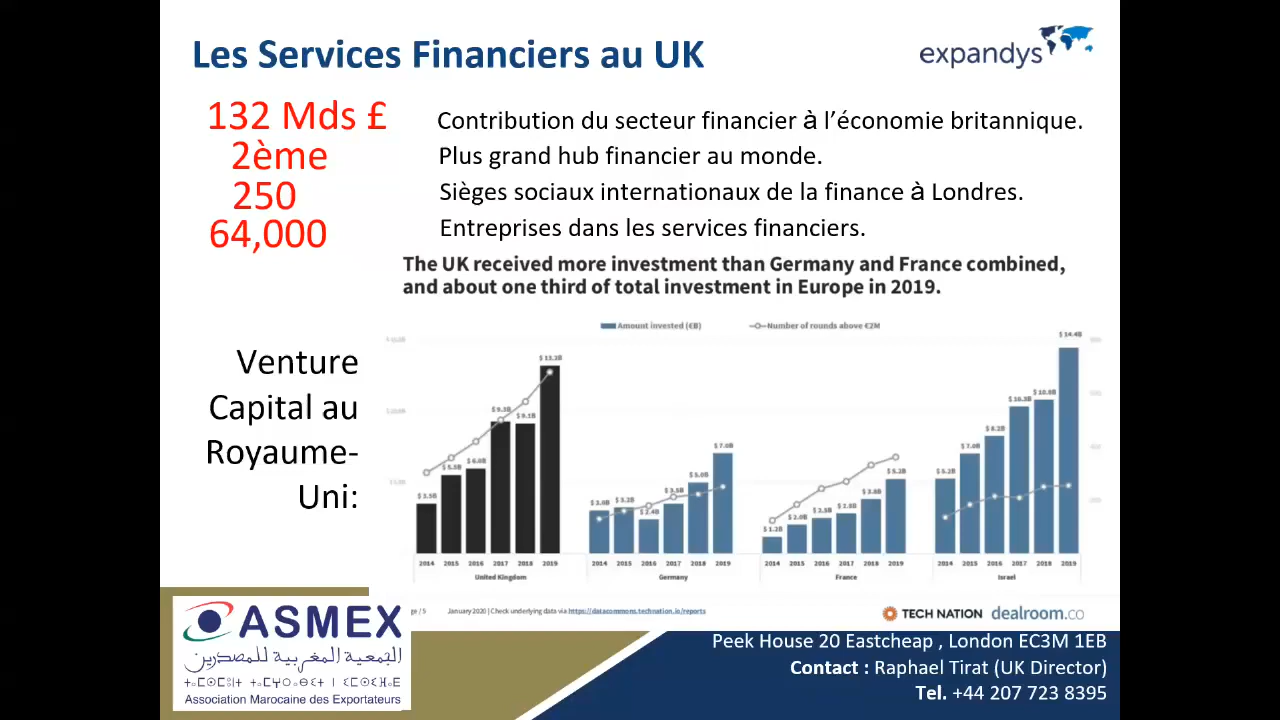 Les Services Financiers au UK
expandys
132 Mds £
Contribution du secteur financier à l'économie britannique.
2ème
Plus grand hub financier au monde.
250
Sièges sociaux internationaux de la finance à Londres.
64,000
Entreprises dans les services financiers.
The UK received more investment than Germany and France combined,
and about one third of total investment in Europe in 2019.
Amount invested (€B) Number of rounds above €2M
Venture
Capital au
Royaume-
Uni:
$ 13.2B
$ 9.3B
$ 9.1B
$ 6.0B
$ 3.5B
$ 7.0B
$ 5.0B
$ 3.5B
$ 3.2B
$ 2.4B
$ 5.2B
$ 3.8B
$ 1.2B
$ 14.4B
$ 10.8B
$ 10.3B
$ 8.2B
$ 7.0B
$ 5.2B
2014 2015 2016 2017 2018 2019 2014 2015 2016 2017 2018 2019 2014 2015 2016 2017 2018 2019 2014 2015 2016 2017 2018 2019
United Kingdom Germany France Israel
/ 5 January 2020 | Check underlying data via https://datacommons.technation.io/reports
TECH NATION dealroom.co
ASMEX
الجمعية المغربية للمصدرين
Association Marocaine des Exportateurs
Peek House 20 Eastcheap , London EC3M 1EB
Contact : Raphael Tirat (UK Director)
Tel. +44 207 723 8395